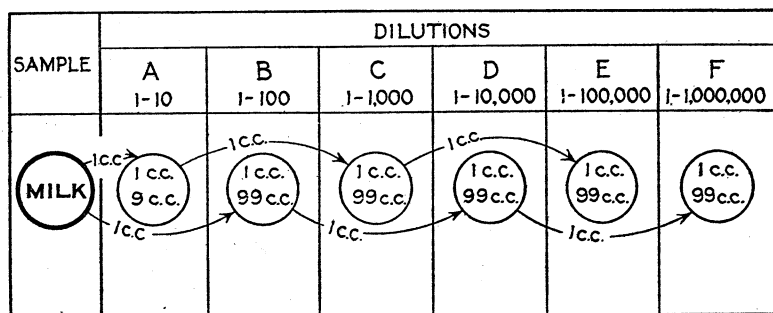 DILUTIONS
SAMPLE
A B C D E F
1-10 1-100 1-1,000 1-10,000 1-100,000 1-1,000,000
1 c.c. 1 c.c. 1 c.c.
MILK
1 c.c. 1 c.c. 1 c.c. 1 c.c. 1 c.c. 1 c.c.
9 c.c. 99 c.c. 99 c.c. 99 c.c. 99 c.c. 99 c.c.
1 c.c 1 c.c. 1 c.c.